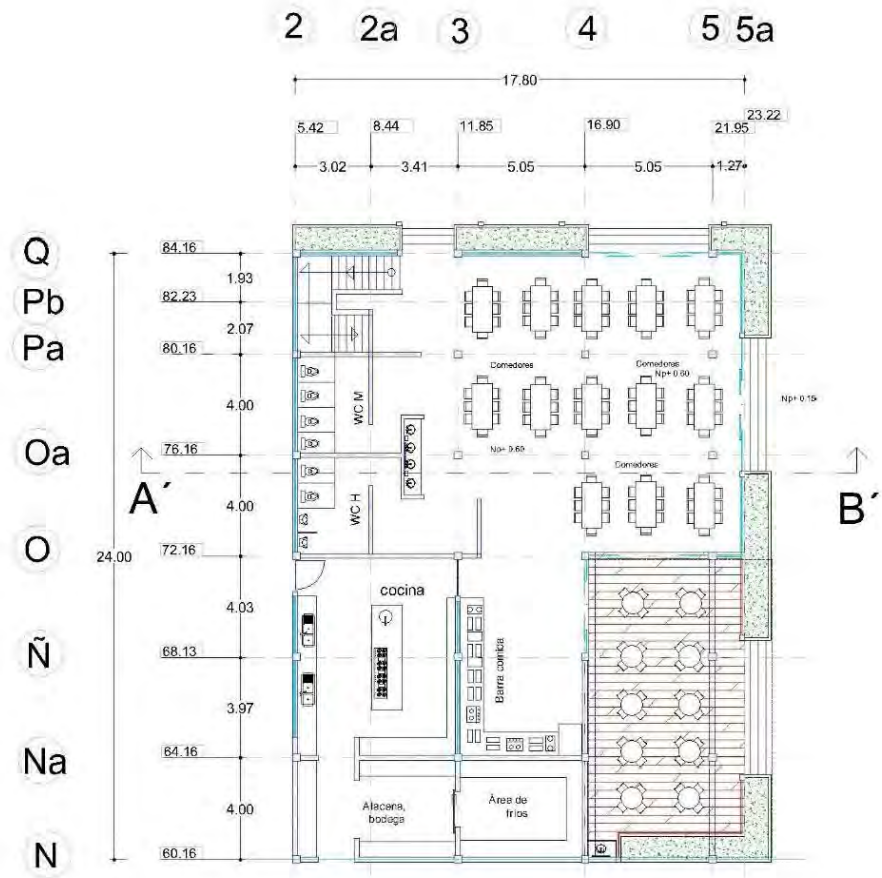 2 2a 3 4 5 5a
17.80
5.42 8.44 11.85 16.90 21.95 23.22
3.02 3.41 5.05 5.05 1.27
Q 84.16
1.93
Pb 82.23
2.07
Pa 80.16
Comedores Comedores
Np+ 0.60
4.00
WC M
Np+ 0.15
Oa 76.16
Np+ 0.60
Comedores
A´ B´
4.00
WC H
O 24.00 72.16
cocina
4.03
Ñ 68.13
Barra comica
3.97
Na 64.16
4.00
Alacena, Área de
bodega frios
N 60.16